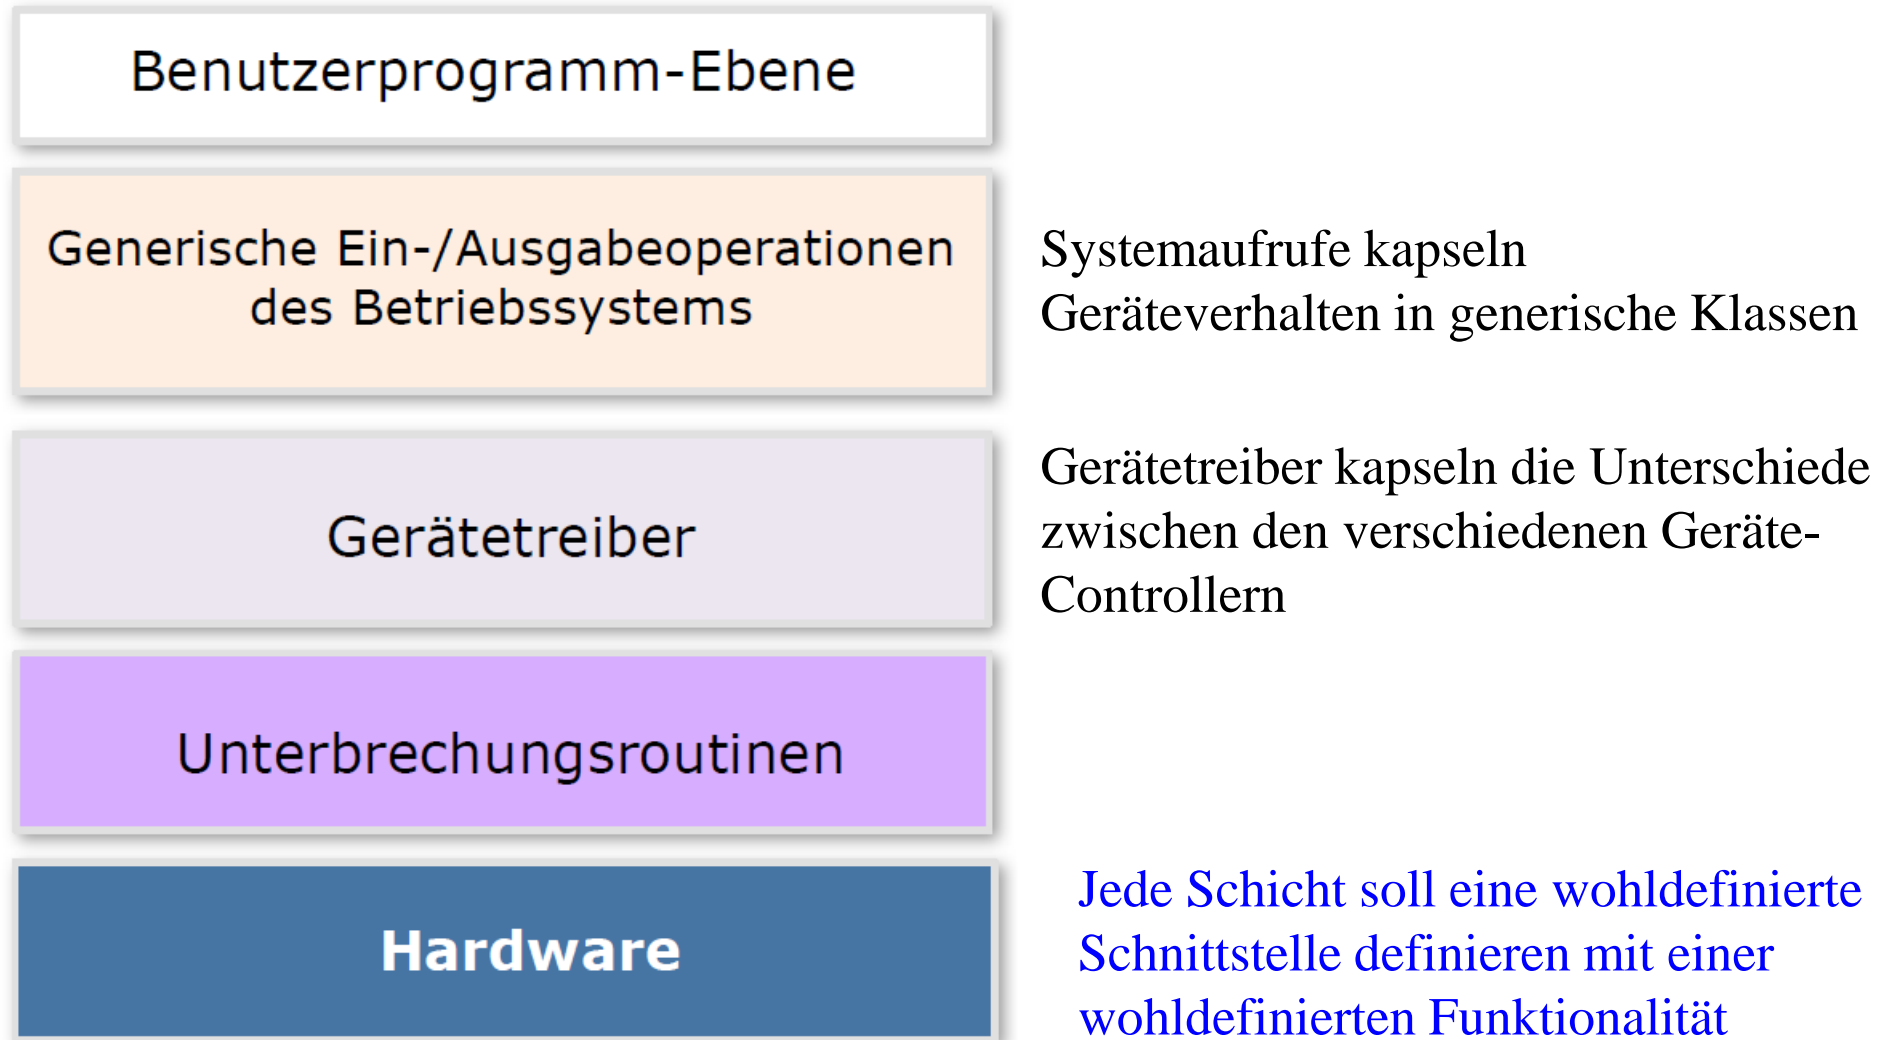 Benutzerprogramm-Ebene
Generische Ein-/Ausgabeoperationen
des Betriebssystems
Systemaufrufe kapseln
Geräteverhalten in generische Klassen
Gerätetreiber
Gerätetreiber kapseln die Unterschiede
zwischen den verschiedenen Geräte-
Controllern
Unterbrechungsroutinen
Hardware
Jede Schicht soll eine wohldefinierte
Schnittstelle definieren mit einer
wohldefinierten Funktionalität